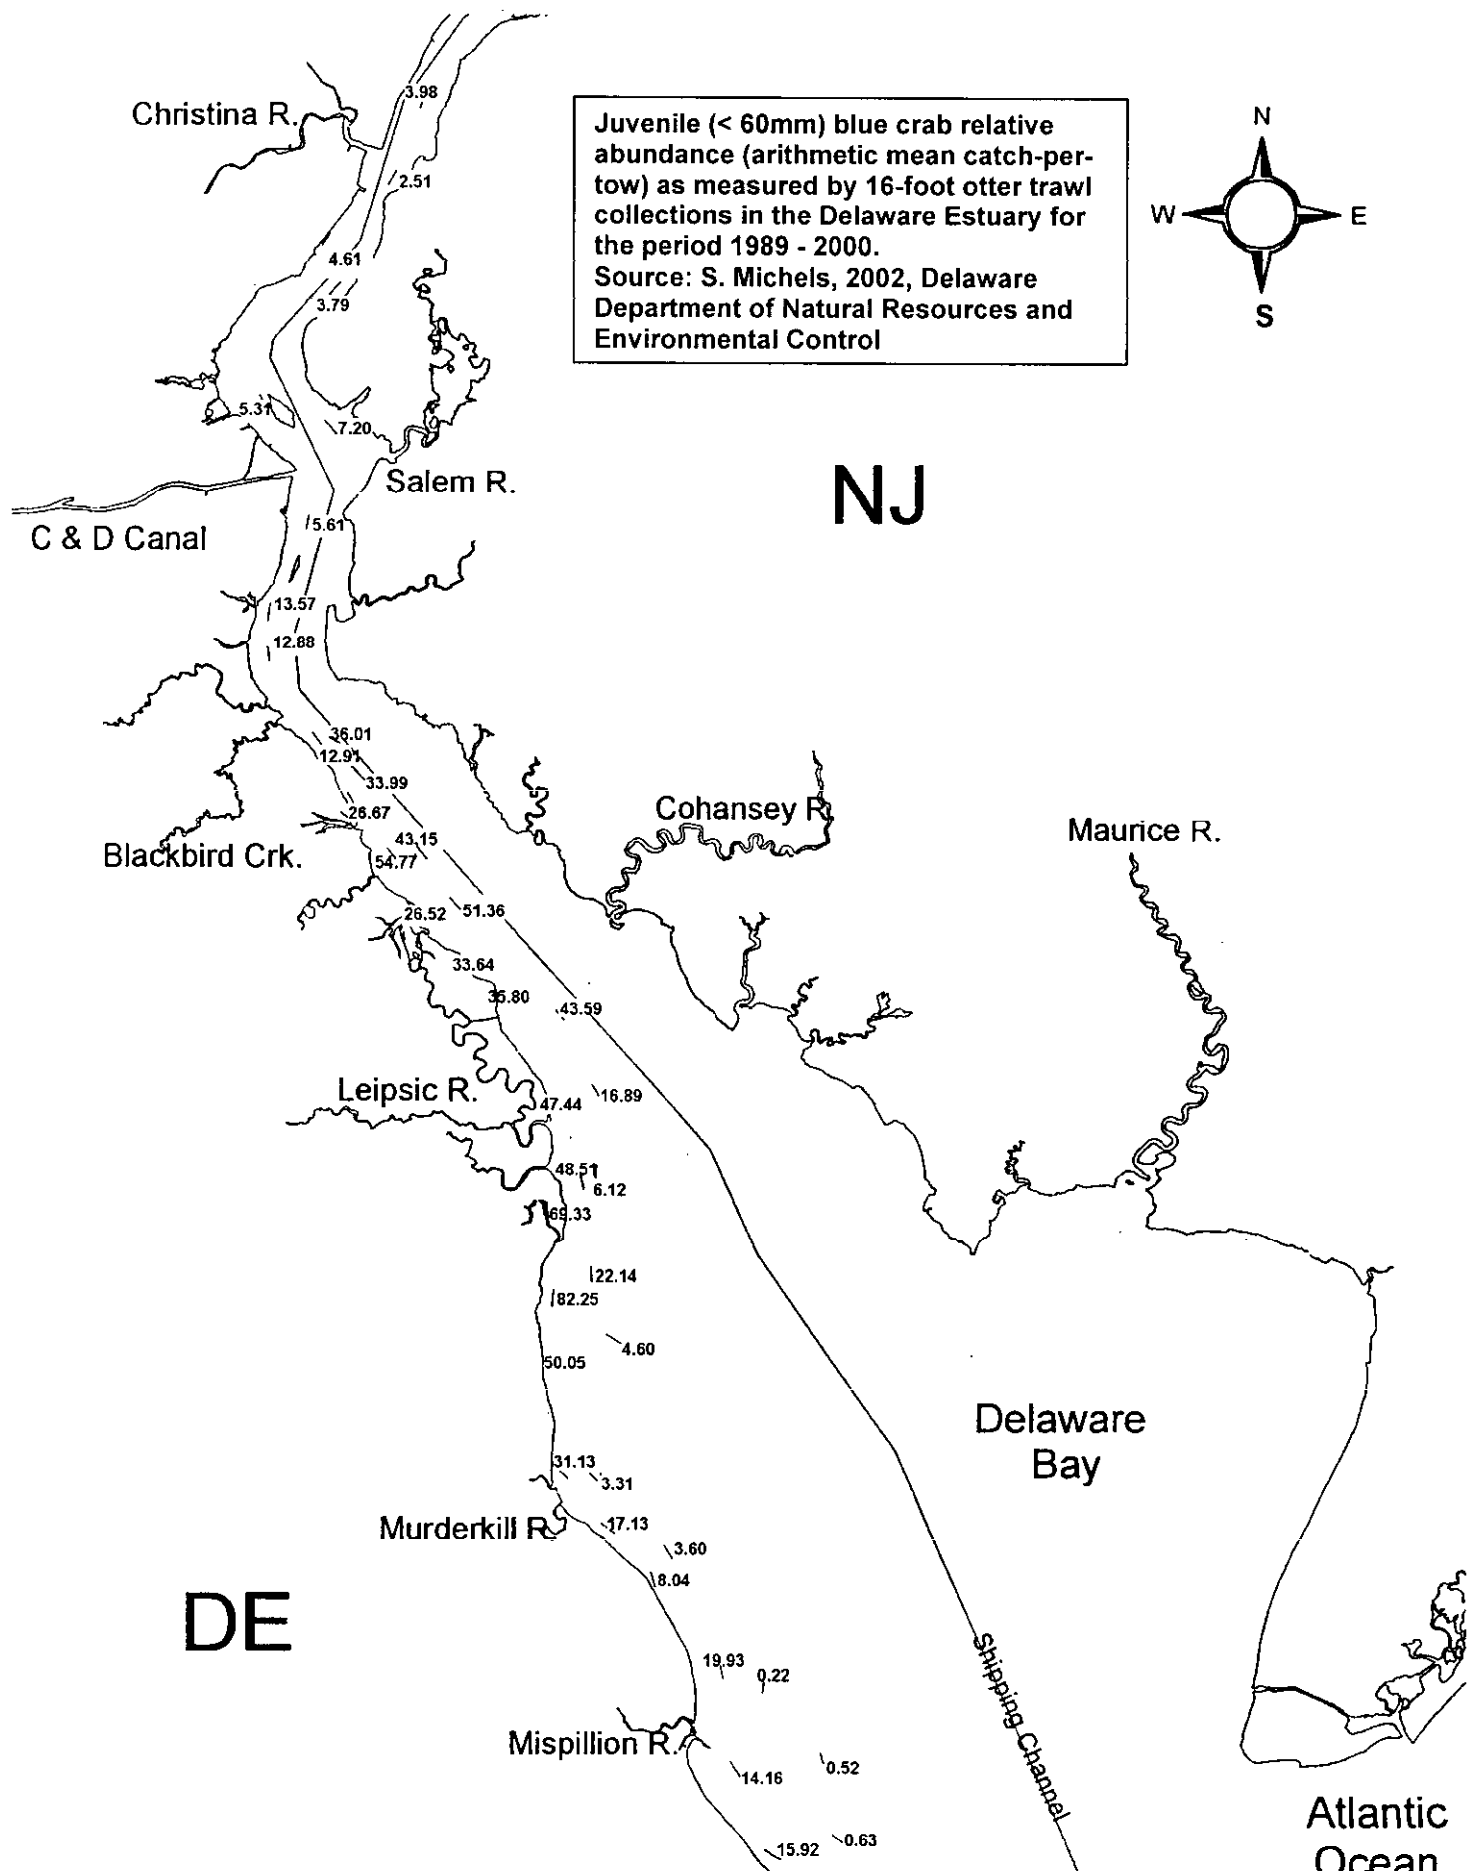 3.98
Christina R.
Juvenile (< 60mm) blue crab relative
abundance (arithmetic mean catch-per-
tow) as measured by 16-foot otter trawl
collections in the Delaware Estuary for
the period 1989 - 2000.
Source: S. Michels, 2002, Delaware
Department of Natural Resources and
Environmental Control
N
W
E
S
2.51
4.61
3.79
5.31
7.20
Salem R.
NJ
5.61
C & D Canal
13.57
12.88
36.01
12.91
33.99
26.67
Cohansey R.
Maurice R.
43.15
Blackbird Crk.
54.77
26.52
51.36
33.64
35.80
43.59
Leipsic R.
16.89
47.44
48.51
6.12
69.33
22.14
82.25
4.60
50.05
Delaware
Bay
31.13
3.31
Murderkill R.
17.13
3.60
8.04
DE
19.93
0.22
Shipping Channel
Mispillion R.
14.16
0.52
Atlantic
Ocean
15.92
0.63